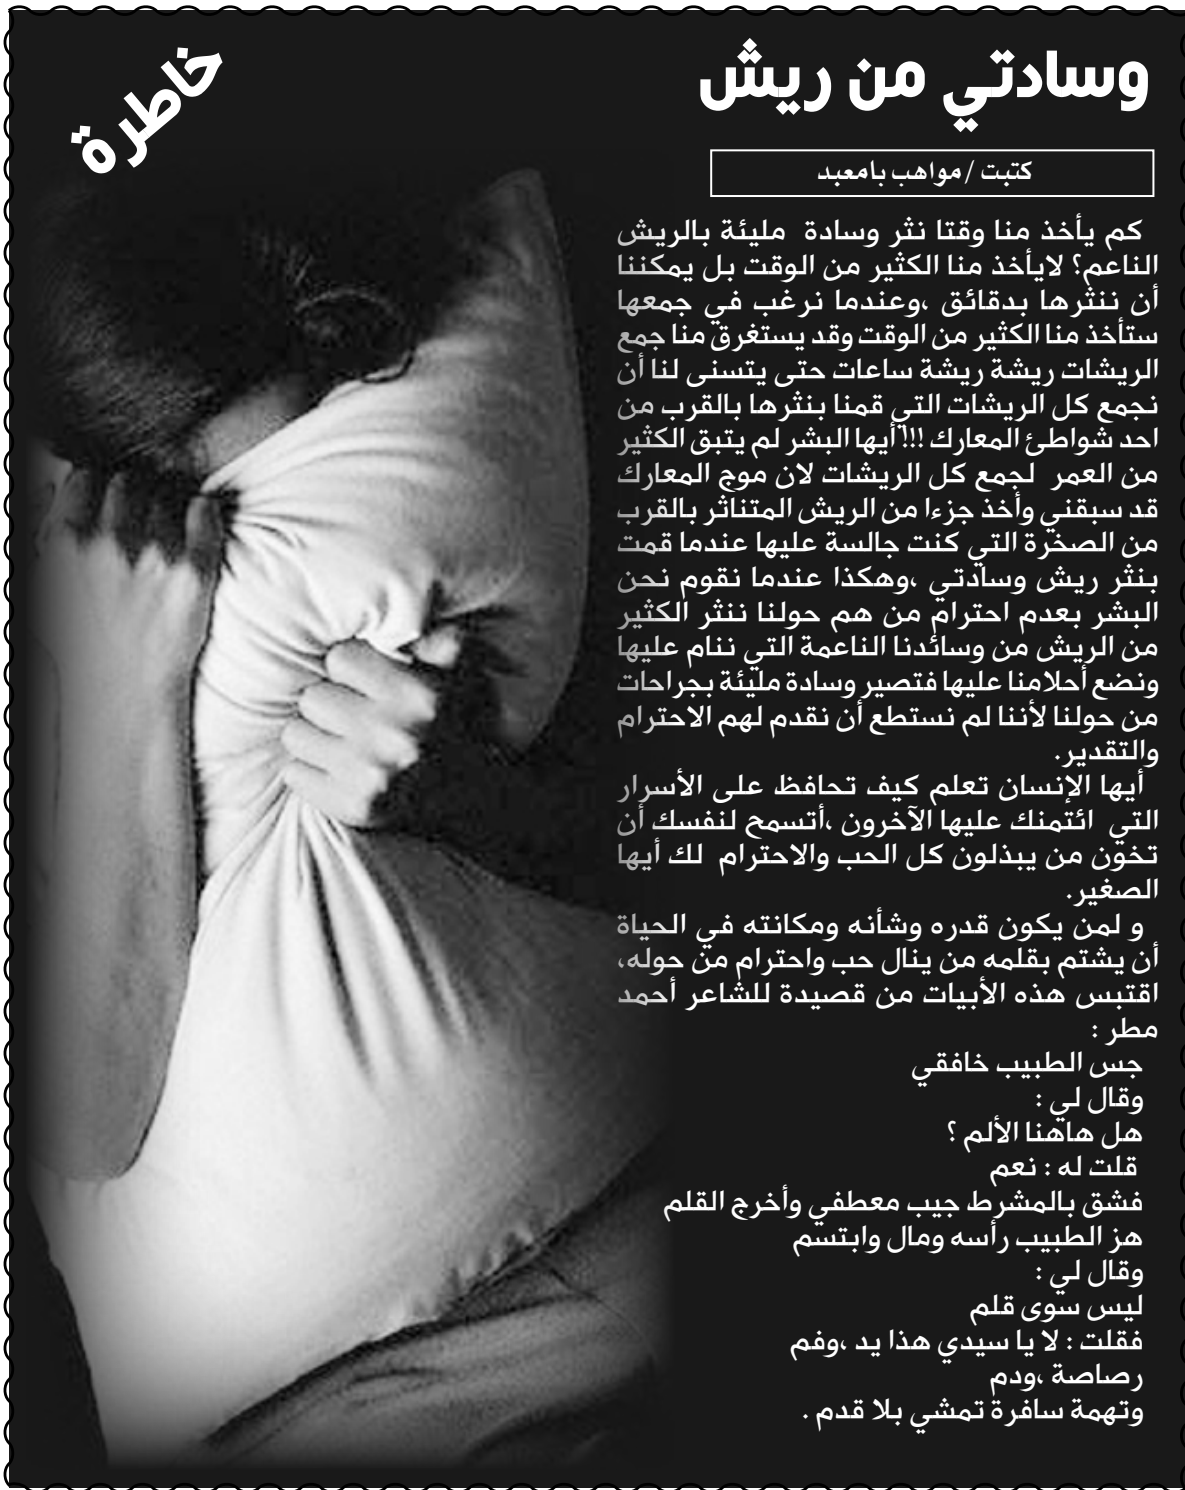 خاطرة
وسادتي من ريش
كتبت / مواهب بامعبد
كم يأخذ منا وقتا نثر وسادة مليئة بالريش
الناعم؟ لايأخذ منا الكثير من الوقت بل يمكننا
أن ننثرها بدقائق ،وعندما نرغب في جمعها
ستأخذ منا الكثير من الوقت وقد يستغرق منا جمع
الريشات ريشة ريشة ساعات حتى يتسنى لنا أن
نجمع كل الريشات التي قمنا بنثرها بالقرب من
احد شواطئ المعارك !!! أيها البشر لم يتبق الكثير
من العمر لجمع كل الريشات لان موج المعارك
قد سبقني وأخذ جزءا من الريش المتناثر بالقرب
من الصخرة التي كنت جالسة عليها عندما قمت
بنثر ريش وسادتي ،وهكذا عندما نقوم نحن
البشر بعدم احترام من هم حولنا ننثر الكثير
من الريش من وسائدنا الناعمة التي ننام عليها
ونضع أحلامنا عليها فتصير وسادة مليئة بجراحات
من حولنا لأننا لم نستطع أن نقدم لهم الاحترام
والتقدير.
أيها الإنسان تعلم كيف تحافظ على الأسرار
التي ائتمنك عليها الآخرون ،أتسمح لنفسك أن
تخون من يبذلون كل الحب والاحترام لك أيها
الصغير.
و لمن يكون قدره وشأنه ومكانته في الحياة
أن يشتم بقلمه من ينال حب واحترام من حوله،
اقتبس هذه الأبيات من قصيدة للشاعر أحمد
مطر :
جس الطبيب خافقي
وقال لي :
هل هاهنا الألم ؟
قلت له : نعم
فشق بالمشرط جيب معطفي وأخرج القلم
هز الطبيب رأسه ومال وابتسم
وقال لي :
ليس سوى قلم
فقلت : لا يا سيدي هذا يد ،وفم
رصاصة ،ودم
وتهمة سافرة تمشي بلا قدم .